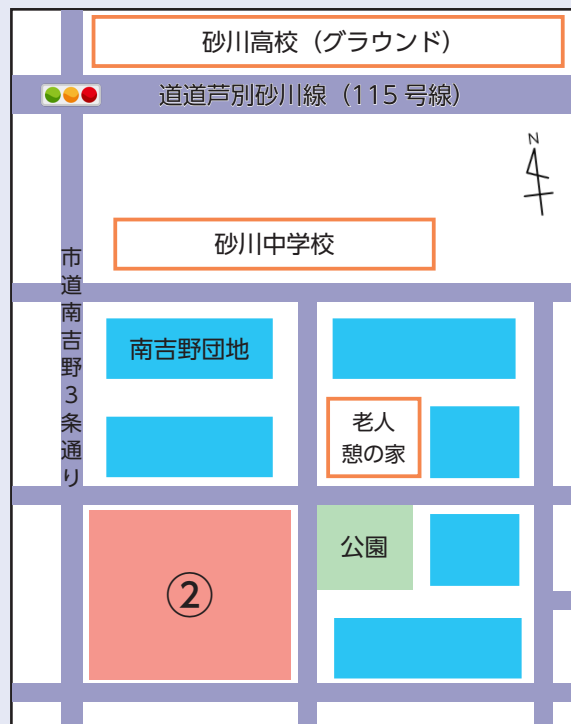 砂川高校（グラウンド）
道道芦別砂川線（115 号線）
N
砂川中学校
市道南吉野３条通り
南吉野団地
老人
憩の家
公園
②